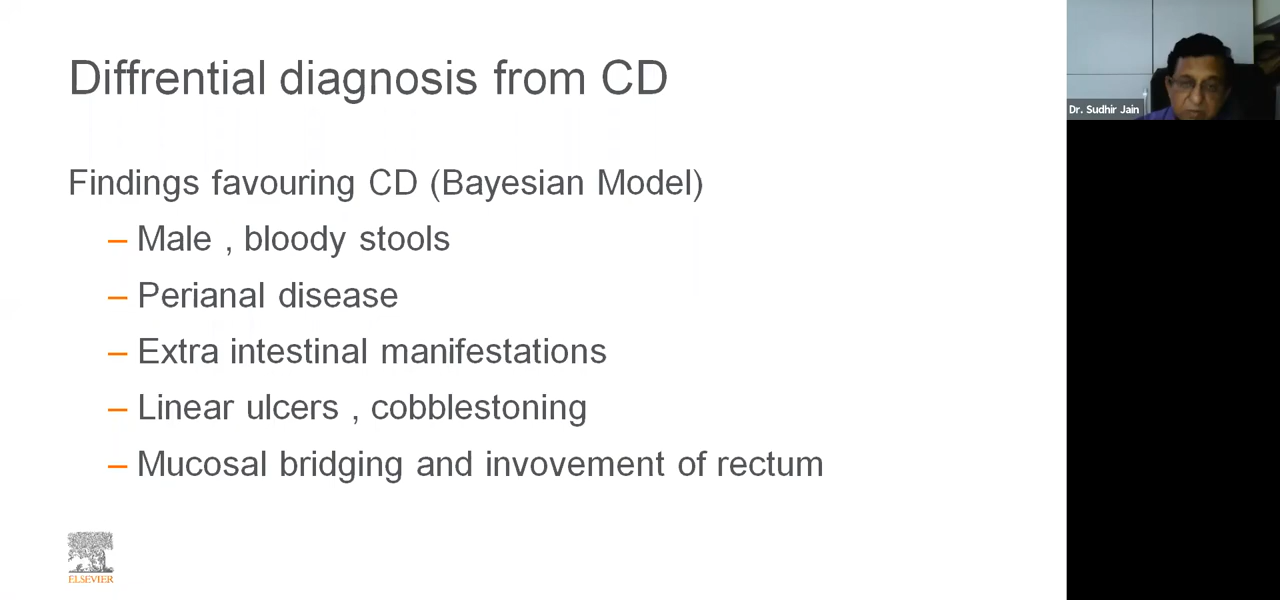 Diffrential diagnosis from CD
Findings favouring CD (Bayesian Model)
– Male , bloody stools
– Perianal disease
– Extra intestinal manifestations
– Linear ulcers , cobblestoning
– Mucosal bridging and invovement of rectum
ELSEVIER
Dr. Sudhir Jain